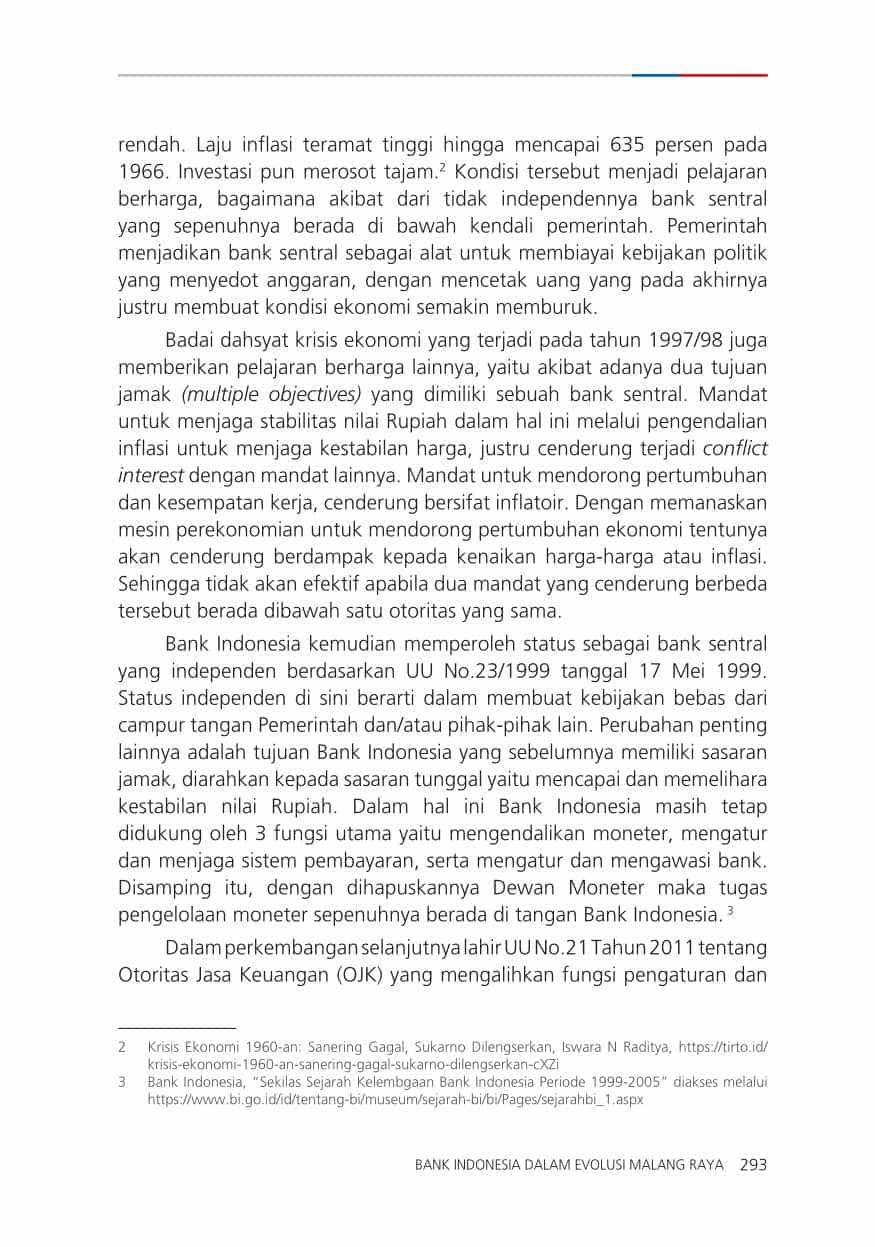 rendah. Laju inflasi teramat tinggi hingga mencapai 635 persen pada
1966. Investasi pun merosot tajam.² Kondisi tersebut menjadi pelajaran
berharga, bagaimana akibat dari tidak independennya bank sentral
yang sepenuhnya berada di bawah kendali pemerintah. Pemerintah
menjadikan bank sentral sebagai alat untuk membiayai kebijakan politik
yang menyedot anggaran, dengan mencetak uang yang pada akhirnya
justru membuat kondisi ekonomi semakin memburuk.
Badai dahsyat krisis ekonomi yang terjadi pada tahun 1997/98 juga
memberikan pelajaran berharga lainnya, yaitu akibat adanya dua tujuan
jamak (multiple objectives) yang dimiliki sebuah bank sentral. Mandat
untuk menjaga stabilitas nilai Rupiah dalam hal ini melalui pengendalian
inflasi untuk menjaga kestabilan harga, justru cenderung terjadi conflict
interest dengan mandat lainnya. Mandat untuk mendorong pertumbuhan
dan kesempatan kerja, cenderung bersifat inflatoir. Dengan memanaskan
mesin perekonomian untuk mendorong pertumbuhan ekonomi tentunya
akan cenderung berdampak kepada kenaikan harga-harga atau inflasi.
Sehingga tidak akan efektif apabila dua mandat yang cenderung berbeda
tersebut berada dibawah satu otoritas yang sama.
Bank Indonesia kemudian memperoleh status sebagai bank sentral
yang independen berdasarkan UU No.23/1999 tanggal 17 Mei 1999.
Status independen di sini berarti dalam membuat kebijakan bebas dari
campur tangan Pemerintah dan/atau pihak-pihak lain. Perubahan penting
lainnya adalah tujuan Bank Indonesia yang sebelumnya memiliki sasaran
jamak, diarahkan kepada sasaran tunggal yaitu mencapai dan memelihara
kestabilan nilai Rupiah. Dalam hal ini Bank Indonesia masih tetap
didukung oleh 3 fungsi utama yaitu mengendalikan moneter, mengatur
dan menjaga sistem pembayaran, serta mengatur dan mengawasi bank.
Disamping itu, dengan dihapuskannya Dewan Moneter maka tugas
pengelolaan moneter sepenuhnya berada di tangan Bank Indonesia. ³
Dalam perkembangan selanjutnya lahir UU No.21 Tahun 2011 tentang
Otoritas Jasa Keuangan (OJK) yang mengalihkan fungsi pengaturan dan
2 Krisis Ekonomi 1960-an: Sanering Gagal, Sukarno Dilengserkan, Iswara N Raditya, https://tirto.id/
krisis-ekonomi-1960-an-sanering-gagal-sukarno-dilengserkan-cXZi
3 Bank Indonesia, “Sekilas Sejarah Kelembgaan Bank Indonesia Periode 1999-2005” diakses melalui
https://www.bi.go.id/id/tentang-bi/museum/sejarah-bi/bi/Pages/sejarahbi_1.aspx
BANK INDONESIA DALAM EVOLUSI MALANG RAYA 293